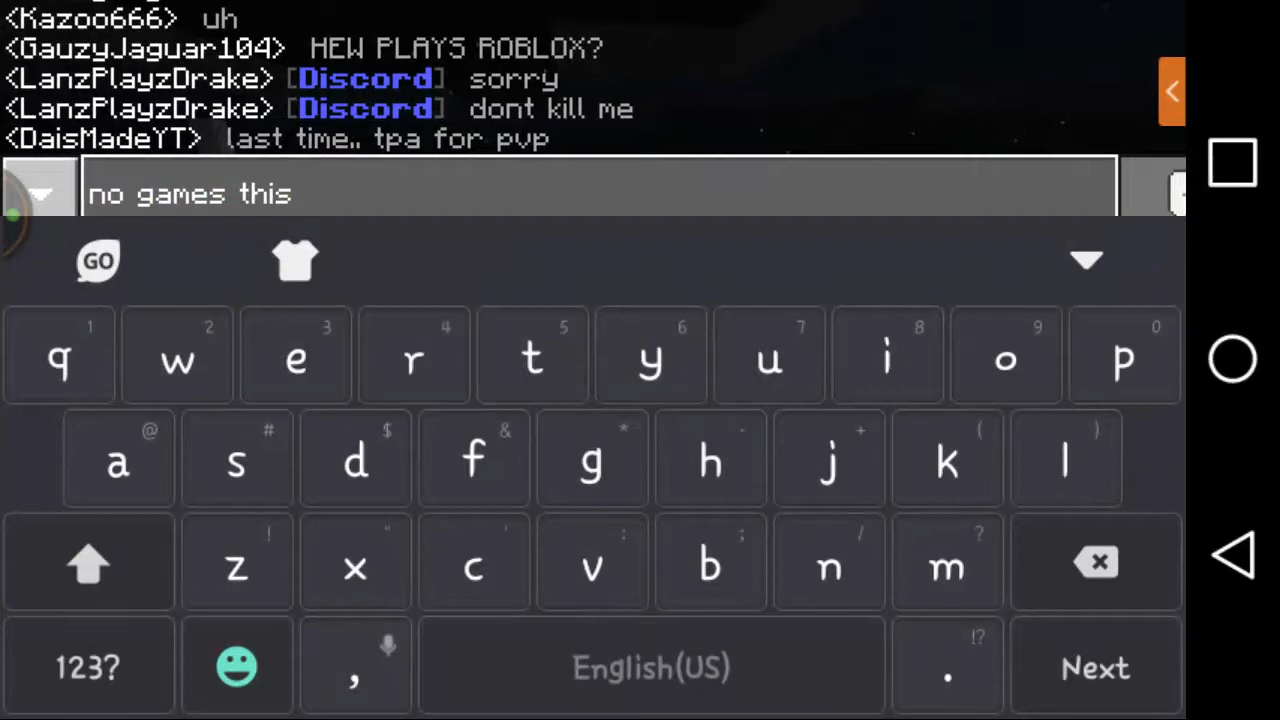 <Kazoo666> uh
<GauzyJaguar104> HEW PLAYS ROBLOX?
<LanzPlayzDrake> [Discord] sorry
<LanzPlayzDrake> [Discord] dont kill me
<DaisMadeYT> last time.. tpa for pvp
no games this
GO
1 2 3 4 5 6 7 8 9 0
q w e r t y u i o p
@ # $ & * - + ( )
a s d f g h j k l
! " ' : ; / ?
z x c v b n m
!?
123? , English(US) . Next